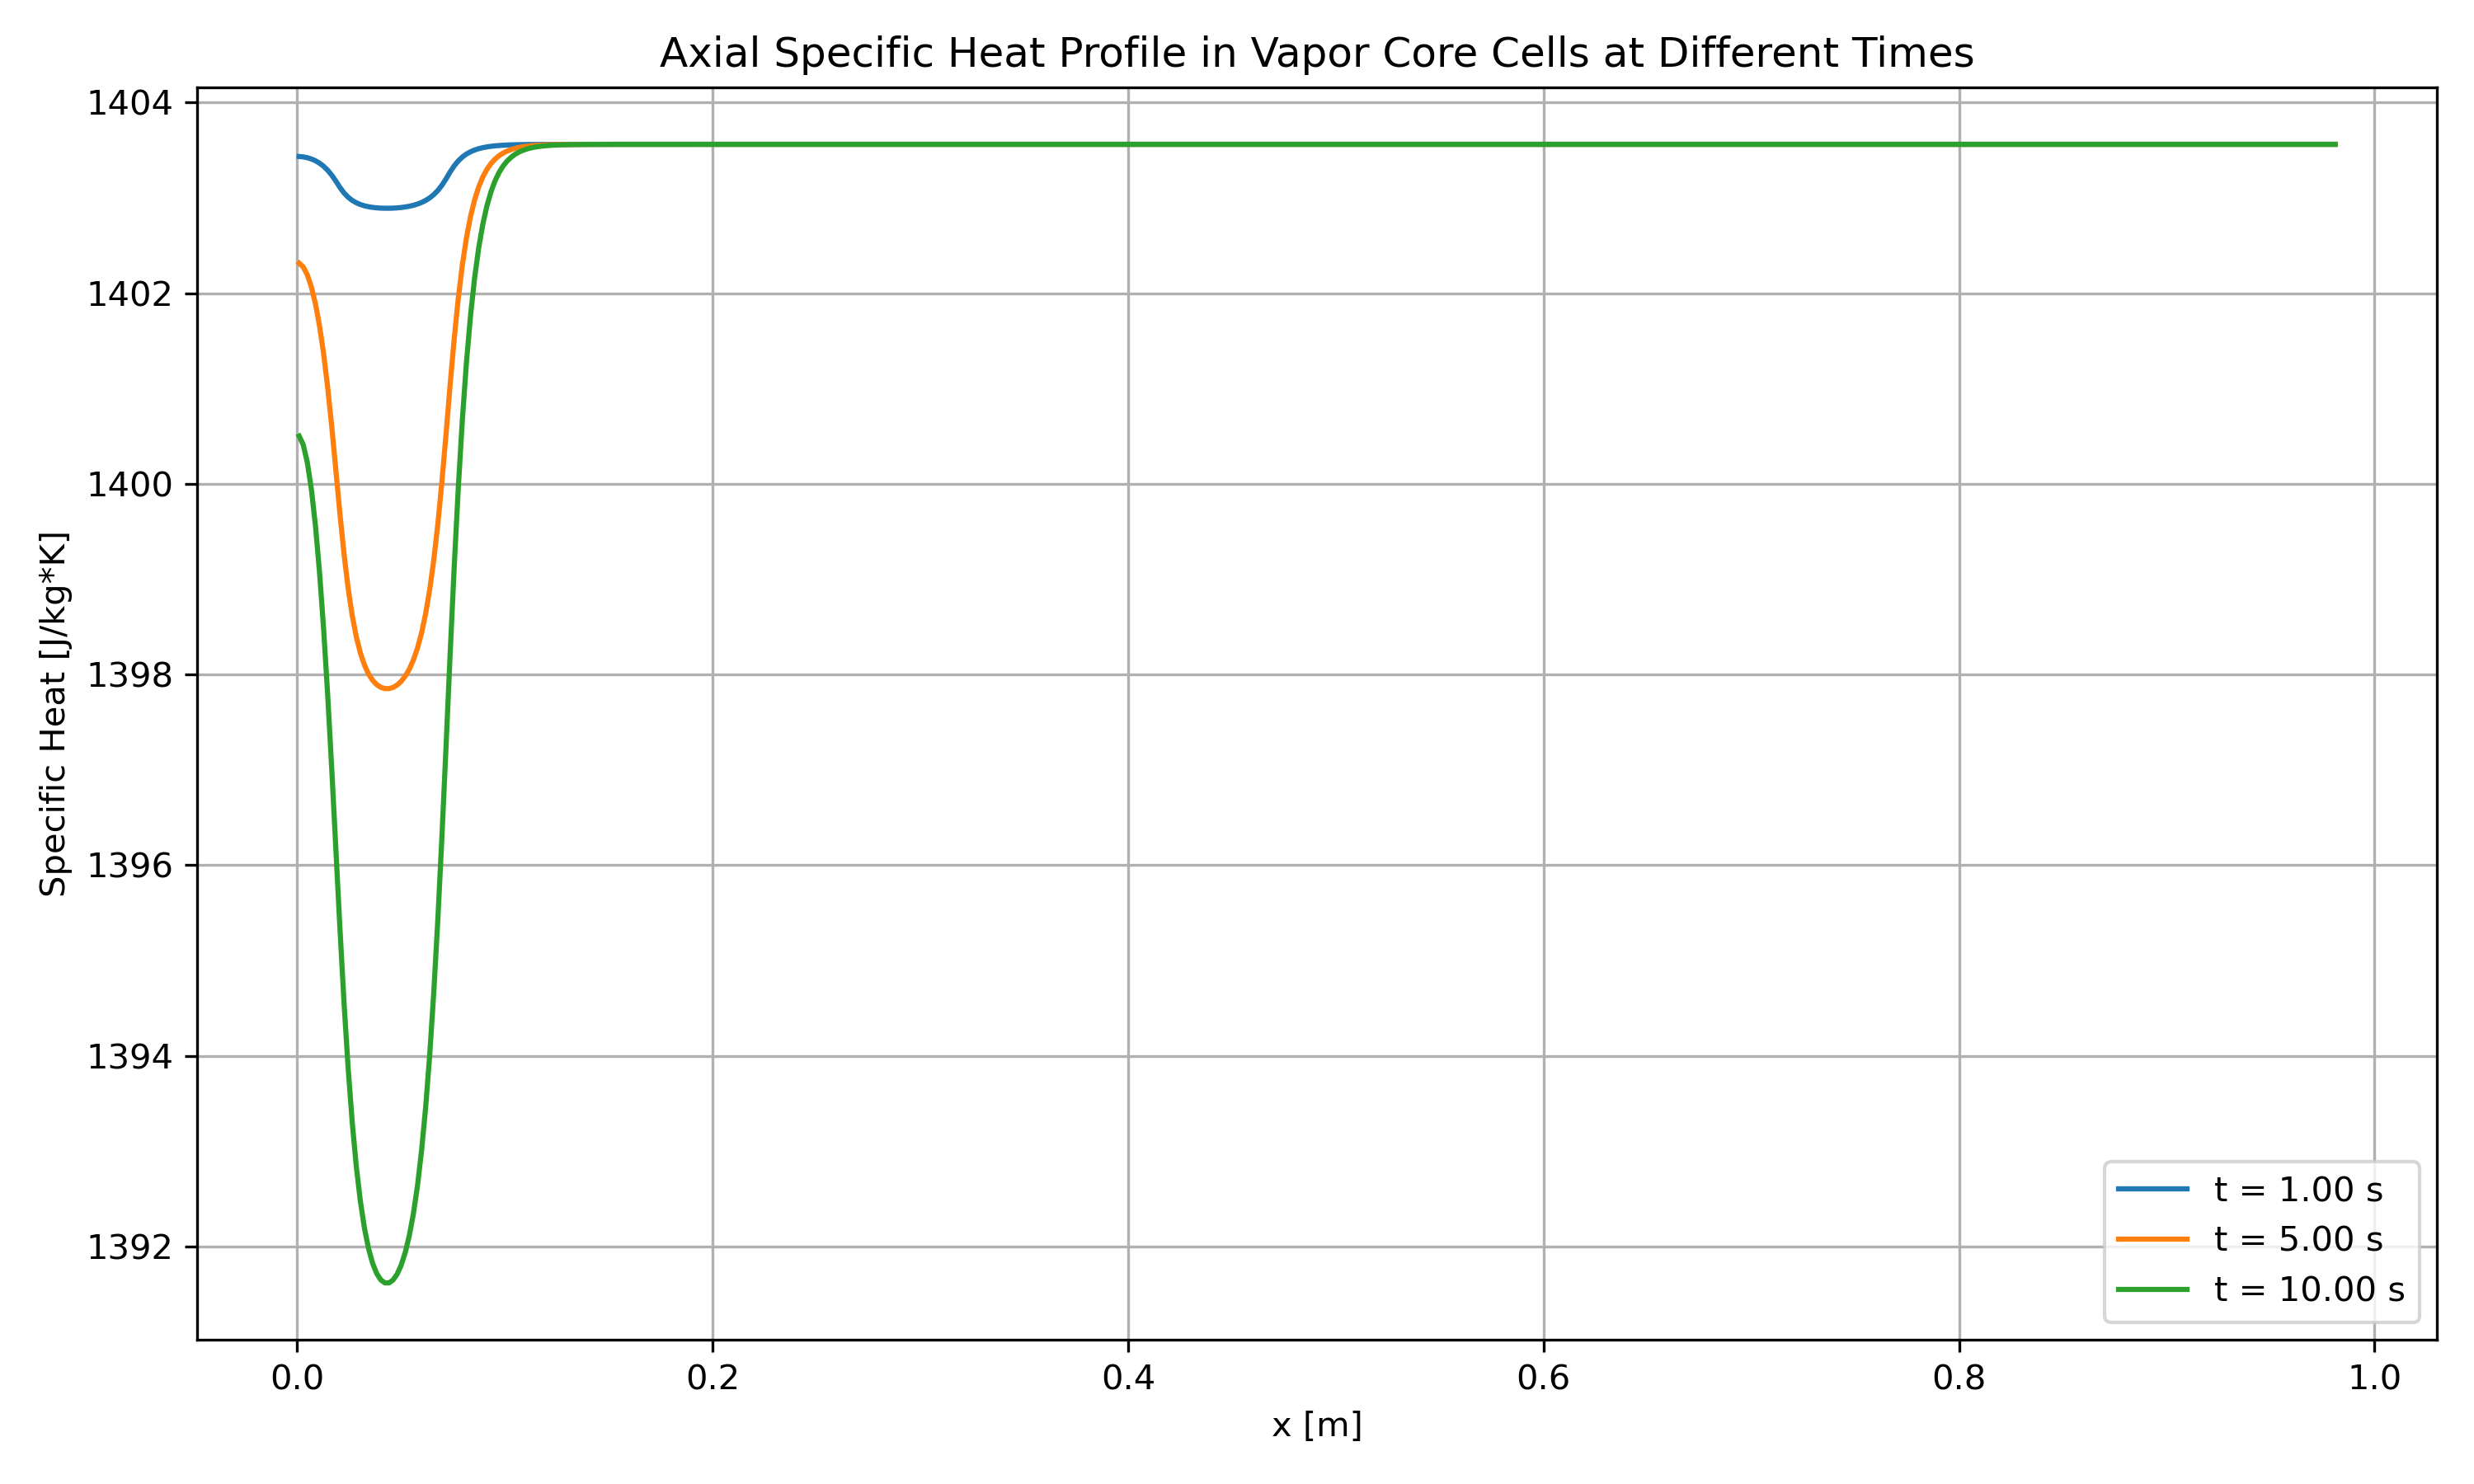 Axial Specific Heat Profile in Vapor Core Cells at Different Times
Specific Heat [J/kg*K]
1404
1402
1400
1398
1396
1394
1392
0.0 0.2 0.4 0.6 0.8 1.0
x [m]
t = 1.00 s
t = 5.00 s
t = 10.00 s